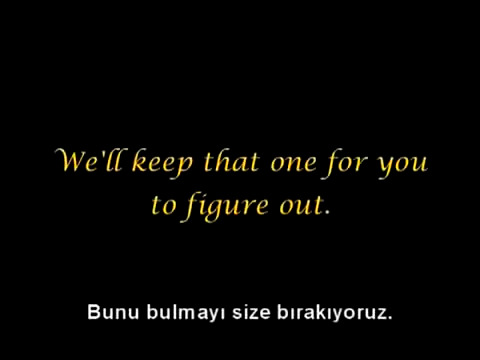 We'll keep that one for you
to figure out.
Bunu bulmayı size bırakıyoruz.